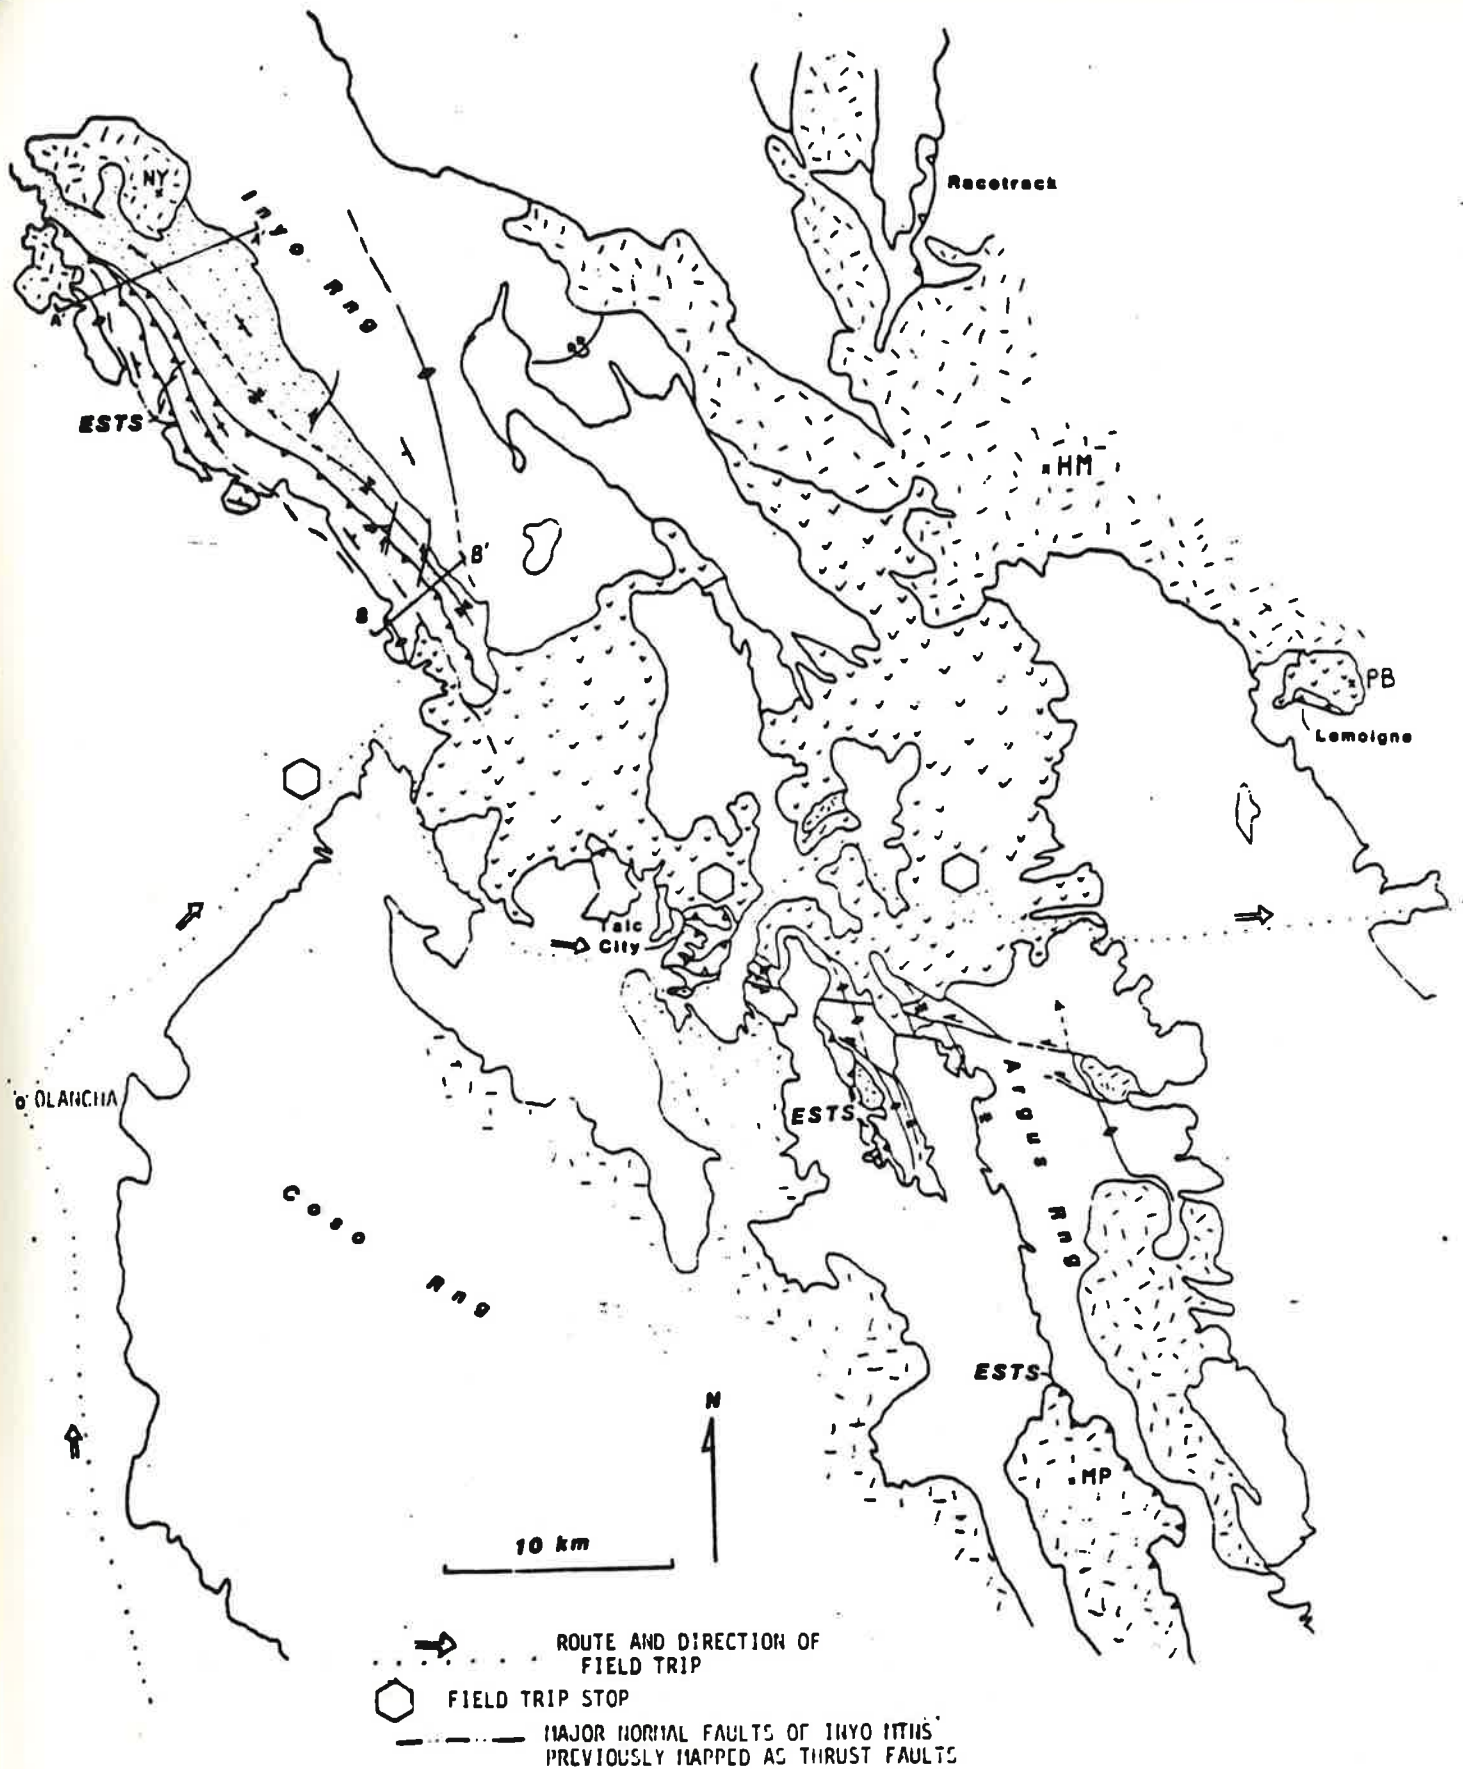 NY
Racetrack
Inyo Rng
A'
A
ESTS
HM
B'
B
PB
Lemoigne
Talc
City
OLANCHA
ESTS
Argus Rng
Coso Rng
ESTS
N
MP
10 km
ROUTE AND DIRECTION OF
FIELD TRIP
FIELD TRIP STOP
MAJOR NORMAL FAULTS OF INYO MTNS
PREVIOUSLY MAPPED AS THRUST FAULTS